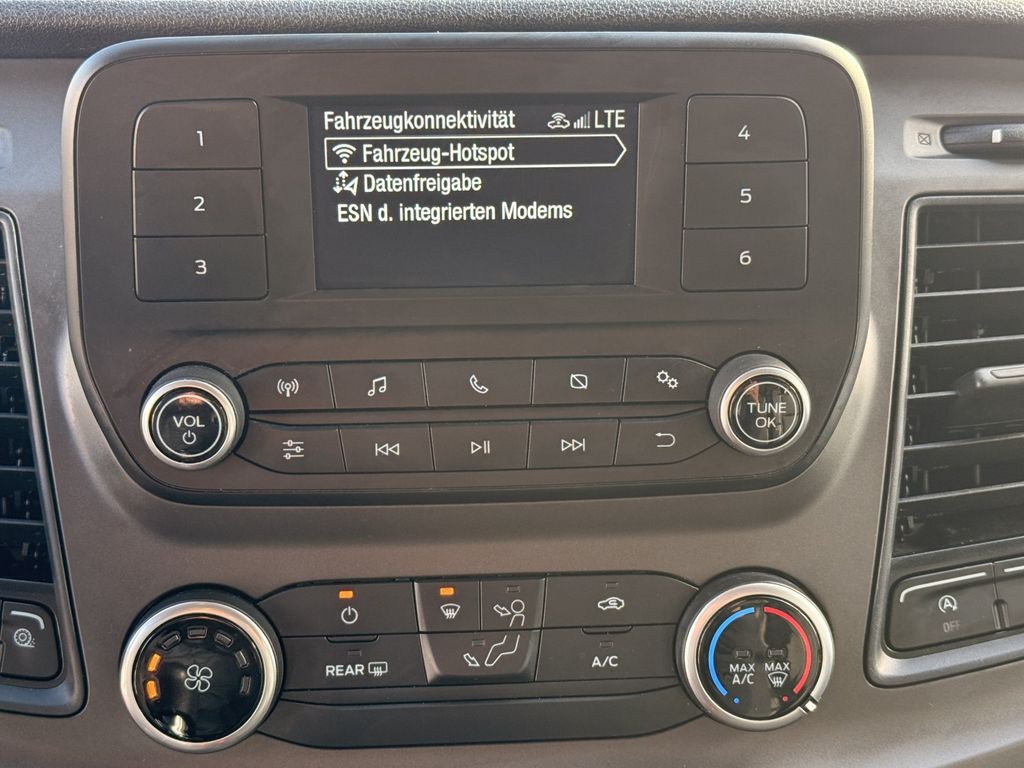 Fahrzeugkonnektivität LTE
Fahrzeug-Hotspot
Datenfreigabe
ESN d. integrierten Modems
1
2
3
4
5
6
VOL
TUNE
OK
REAR
A/C
MAX
A/C
MAX
A
OFF